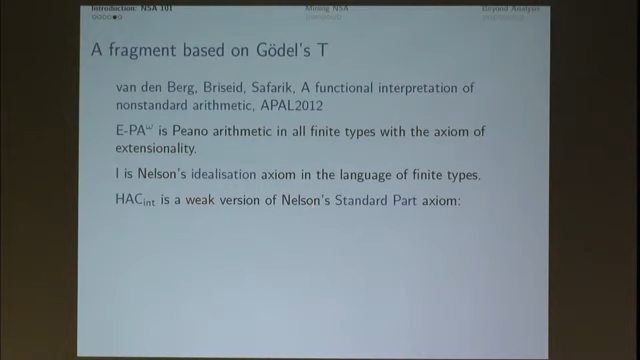 Introduction: NSA 101
Mining NSA
Beyond Analysis
A fragment based on Gödel's T
van den Berg, Briseid, Safarik, A functional interpretation of
nonstandard arithmetic, APAL2012
E-PA^ω is Peano arithmetic in all finite types with the axiom of
extensionality.
I is Nelson's idealisation axiom in the language of finite types.
HAC_int is a weak version of Nelson's Standard Part axiom: